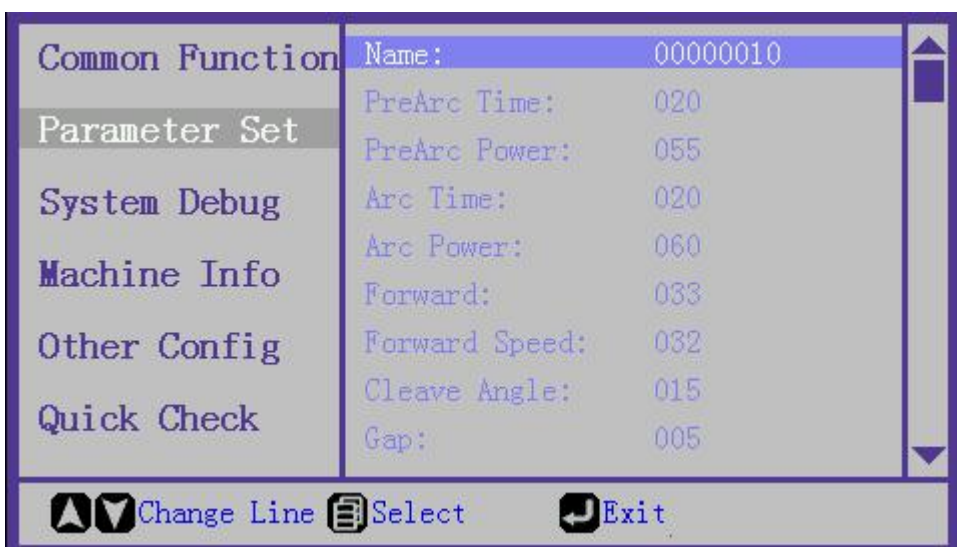 Common Function
Parameter Set
System Debug
Machine Info
Other Config
Quick Check
Name: 00000010
PreArc Time: 020
PreArc Power: 055
Arc Time: 020
Arc Power: 060
Forward: 033
Forward Speed: 032
Cleave Angle: 015
Gap: 005
Change Line Select Exit